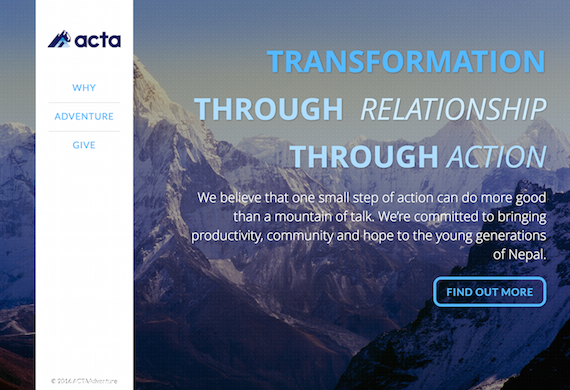 acta
WHY
ADVENTURE
GIVE
TRANSFORMATION
THROUGH RELATIONSHIP
THROUGH ACTION
We believe that one small step of action can do more good
than a mountain of talk. We're committed to bringing
productivity, community and hope to the young generations
of Nepal.
FIND OUT MORE
© 2016 ACTAAdventure